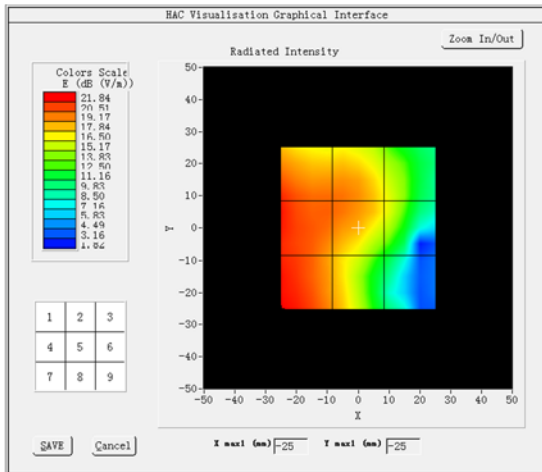 HAC Visualisation Graphical Interface
Zoom In/Out
Radiated Intensity
Colors Scale
E (dB (V/m))
21.84
20.51
19.17
17.84
16.50
15.17
13.83
12.50
11.16
9.83
8.50
7.16
5.83
4.49
3.16
1.82
50
40
30
20
10
0
-10
-20
-30
-40
-50
Y
-50 -40 -30 -20 -10 0 10 20 30 40 50
X
1 2 3
4 5 6
7 8 9
SAVE Cancel
X max1 (mm) -25 Y max1 (mm) -25